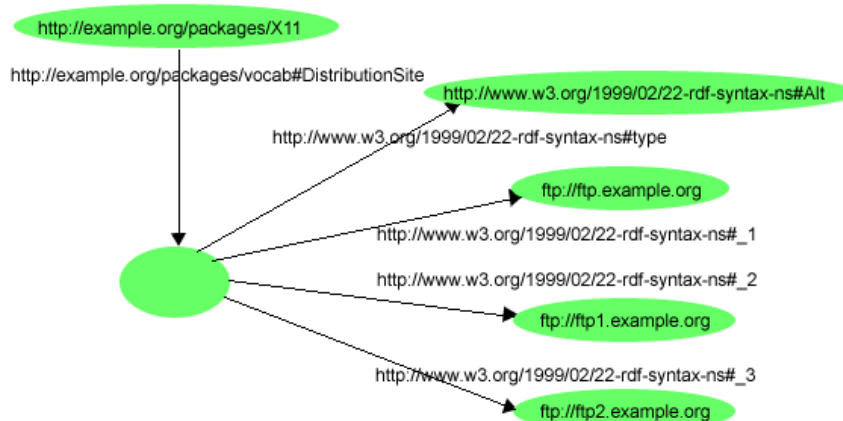 http://example.org/packages/X11
http://example.org/packages/vocab#DistributionSite
http://www.w3.org/1999/02/22-rdf-syntax-ns#Alt
http://www.w3.org/1999/02/22-rdf-syntax-ns#type
ftp://ftp.example.org
http://www.w3.org/1999/02/22-rdf-syntax-ns#_1
http://www.w3.org/1999/02/22-rdf-syntax-ns#_2
ftp://ftp1.example.org
http://www.w3.org/1999/02/22-rdf-syntax-ns#_3
ftp://ftp2.example.org